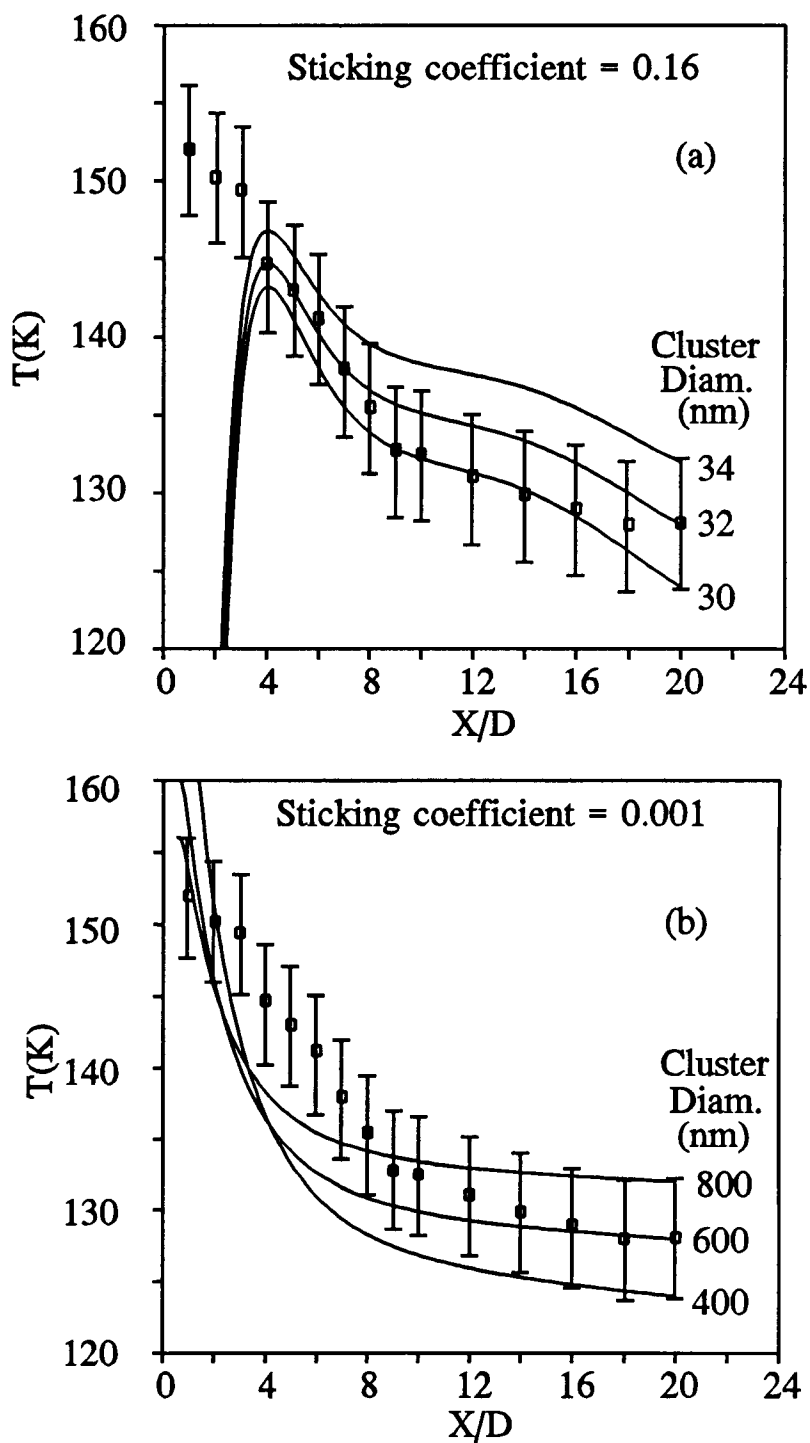 160
Sticking coefficient = 0.16
(a)
150
T(K)
140
Cluster
Diam.
(nm)
34
130
32
30
120
0 4 8 12 16 20 24
X/D
160
Sticking coefficient = 0.001
(b)
150
T(K)
140
Cluster
Diam.
(nm)
800
130
600
400
120
0 4 8 12 16 20 24
X/D